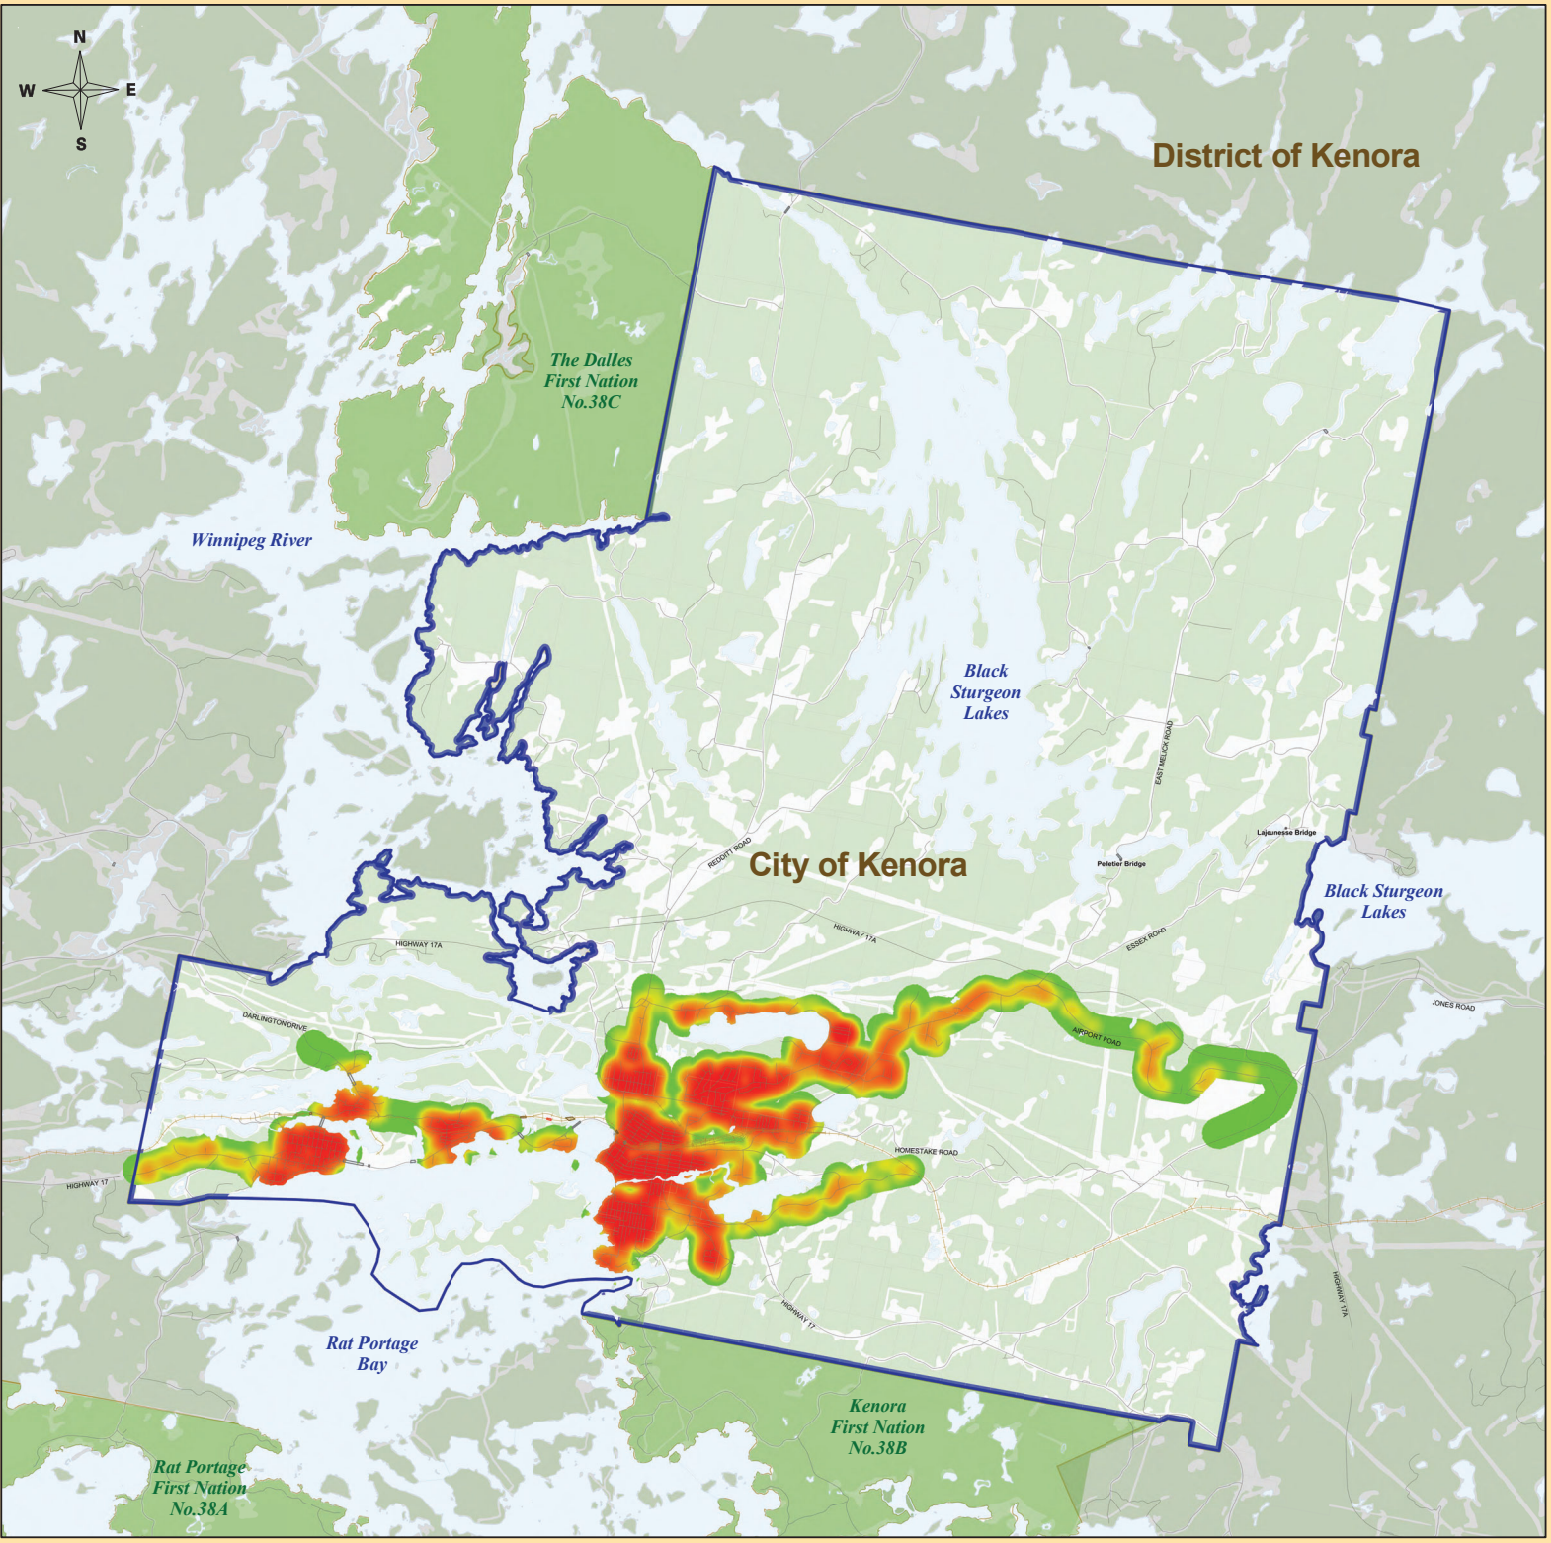 N
W
E
S
District of Kenora
The Dalles
First Nation
No.38C
Winnipeg River
Black
Sturgeon
Lakes
EAST MELICK ROAD
Lajeunesse Bridge
REDDITT ROAD
City of Kenora
Peletier Bridge
Black Sturgeon
Lakes
HIGHWAY 17A
HIGHWAY 17A
ESSEX ROAD
JONES ROAD
DARLINGTON DRIVE
AIRPORT ROAD
HOMESTAKE ROAD
HIGHWAY 17
HIGHWAY 17
HIGHWAY 17A
Rat Portage
Bay
Kenora
First Nation
No.38B
Rat Portage
First Nation
No.38A